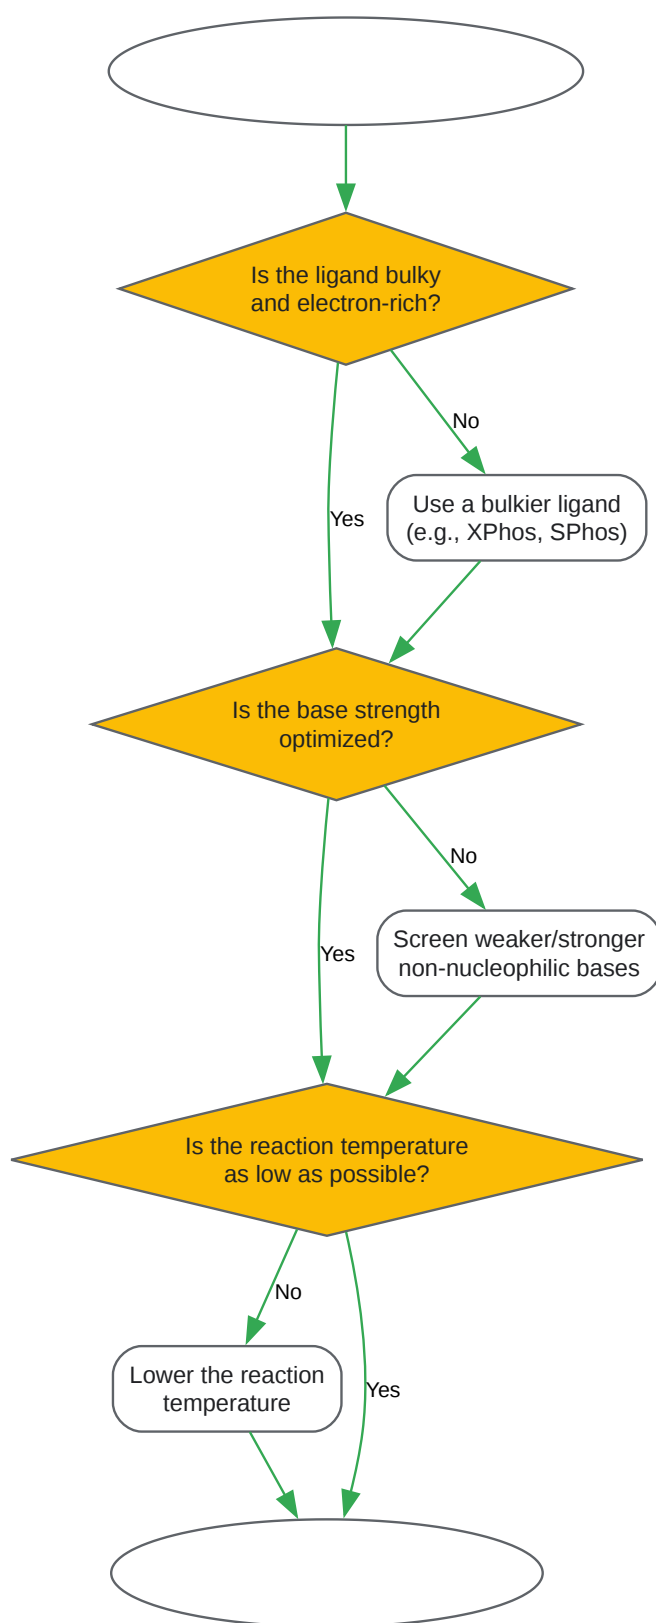 Is the ligand bulky
and electron-rich?
No
Use a bulkier ligand
(e.g., XPhos, SPhos)
Yes
Is the base strength
optimized?
No
Screen weaker/stronger
non-nucleophilic bases
Yes
Is the reaction temperature
as low as possible?
No
Lower the reaction
temperature
Yes